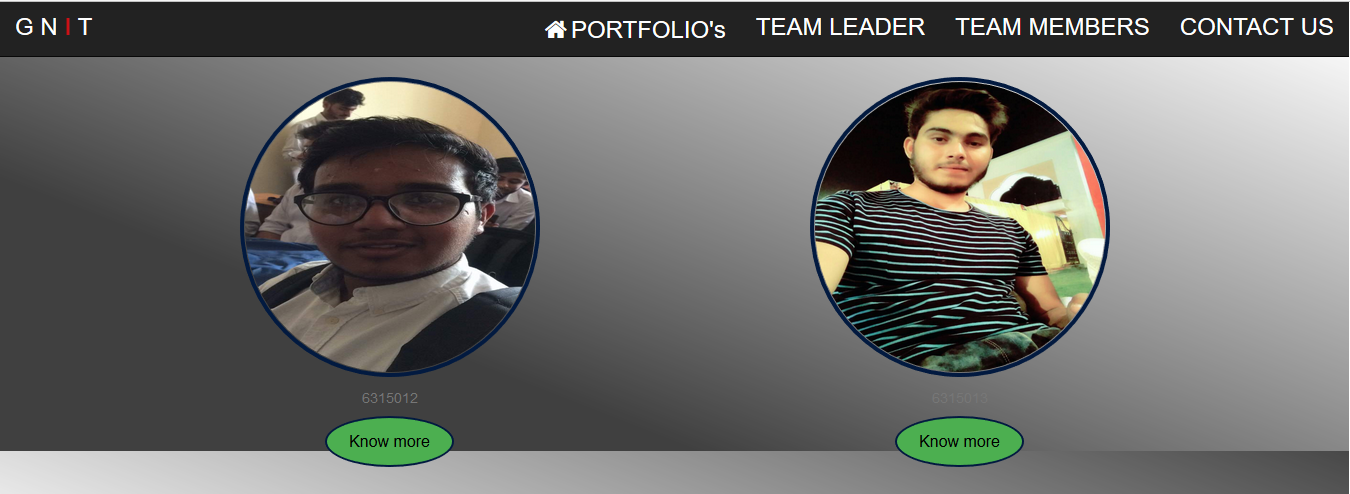 G N I T
PORTFOLIO's TEAM LEADER TEAM MEMBERS CONTACT US
6315012
6315013
Know more
Know more